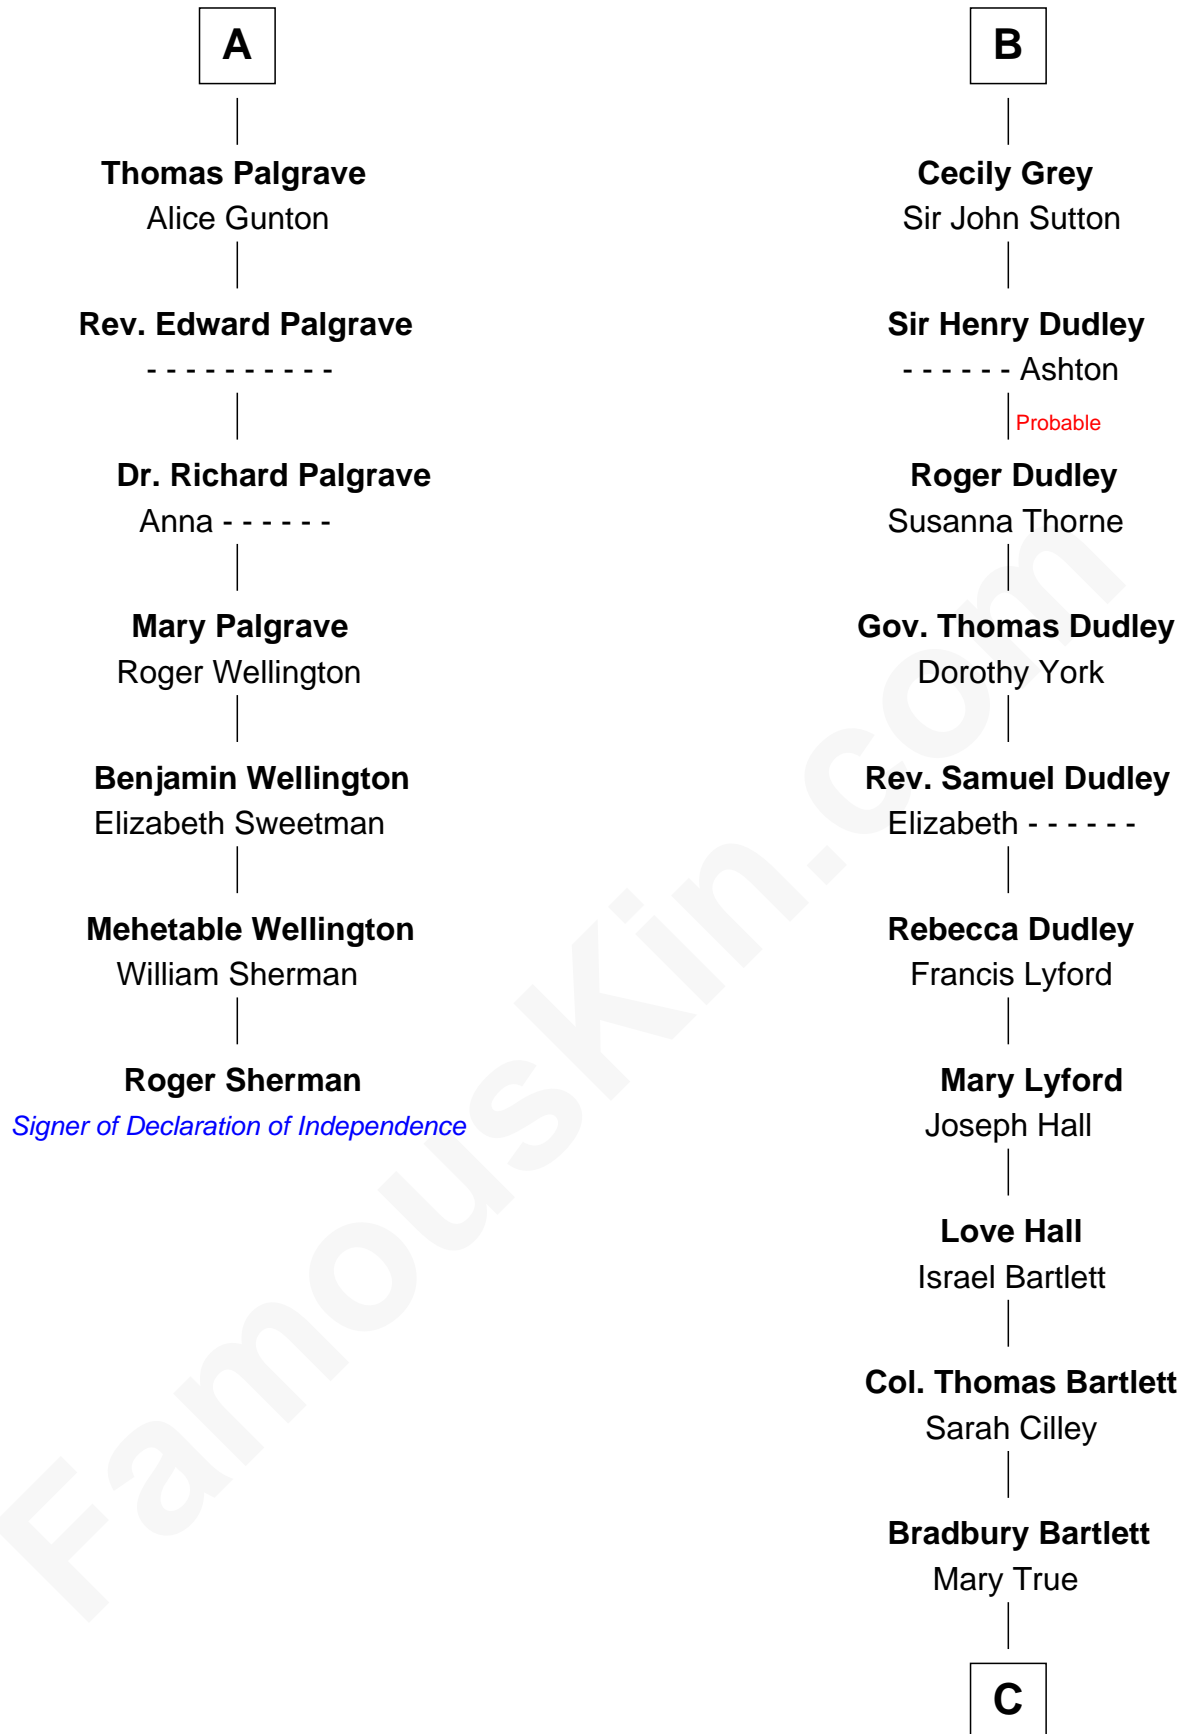 A
Thomas Palgrave
Alice Gunton
Rev. Edward Palgrave
- - - - - - - - - -
Dr. Richard Palgrave
Anna - - - - - -
Mary Palgrave
Roger Wellington
Benjamin Wellington
Elizabeth Sweetman
Mehetable Wellington
William Sherman
Roger Sherman
Signer of Declaration of Independence
B
Cecily Grey
Sir John Sutton
Sir Henry Dudley
- - - - - - Ashton
Probable
Roger Dudley
Susanna Thorne
Gov. Thomas Dudley
Dorothy York
Rev. Samuel Dudley
Elizabeth - - - - - -
Rebecca Dudley
Francis Lyford
Mary Lyford
Joseph Hall
Love Hall
Israel Bartlett
Col. Thomas Bartlett
Sarah Cilley
Bradbury Bartlett
Mary True
C
FamousKin.com